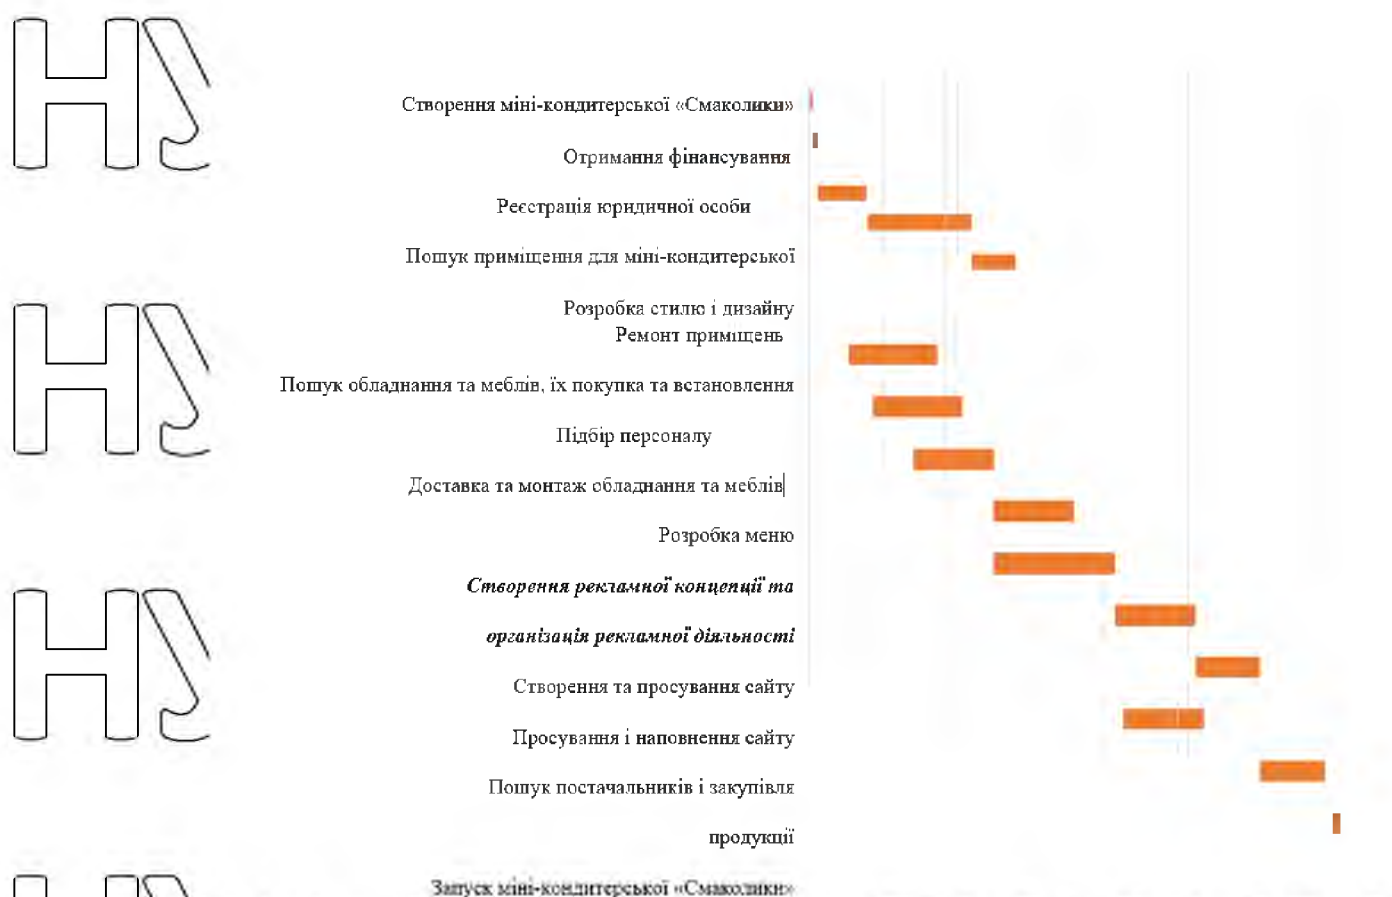 Створення міні-кондитерської «Смаколики»
Отримання фінансування
Реєстрація юридичної особи
Пошук приміщення для міні-кондитерської
Розробка стилю і дизайну
Ремонт приміщень
Пошук обладнання та меблів, їх покупка та встановлення
Підбір персоналу
Доставка та монтаж обладнання та меблів
Розробка меню
Створення рекламної концепції та
організація рекламної діяльності
Створення та просування сайту
Просування і наповнення сайту
Пошук постачальників і закупівля
продукції
Запуск міні-кондитерської «Смаколики»